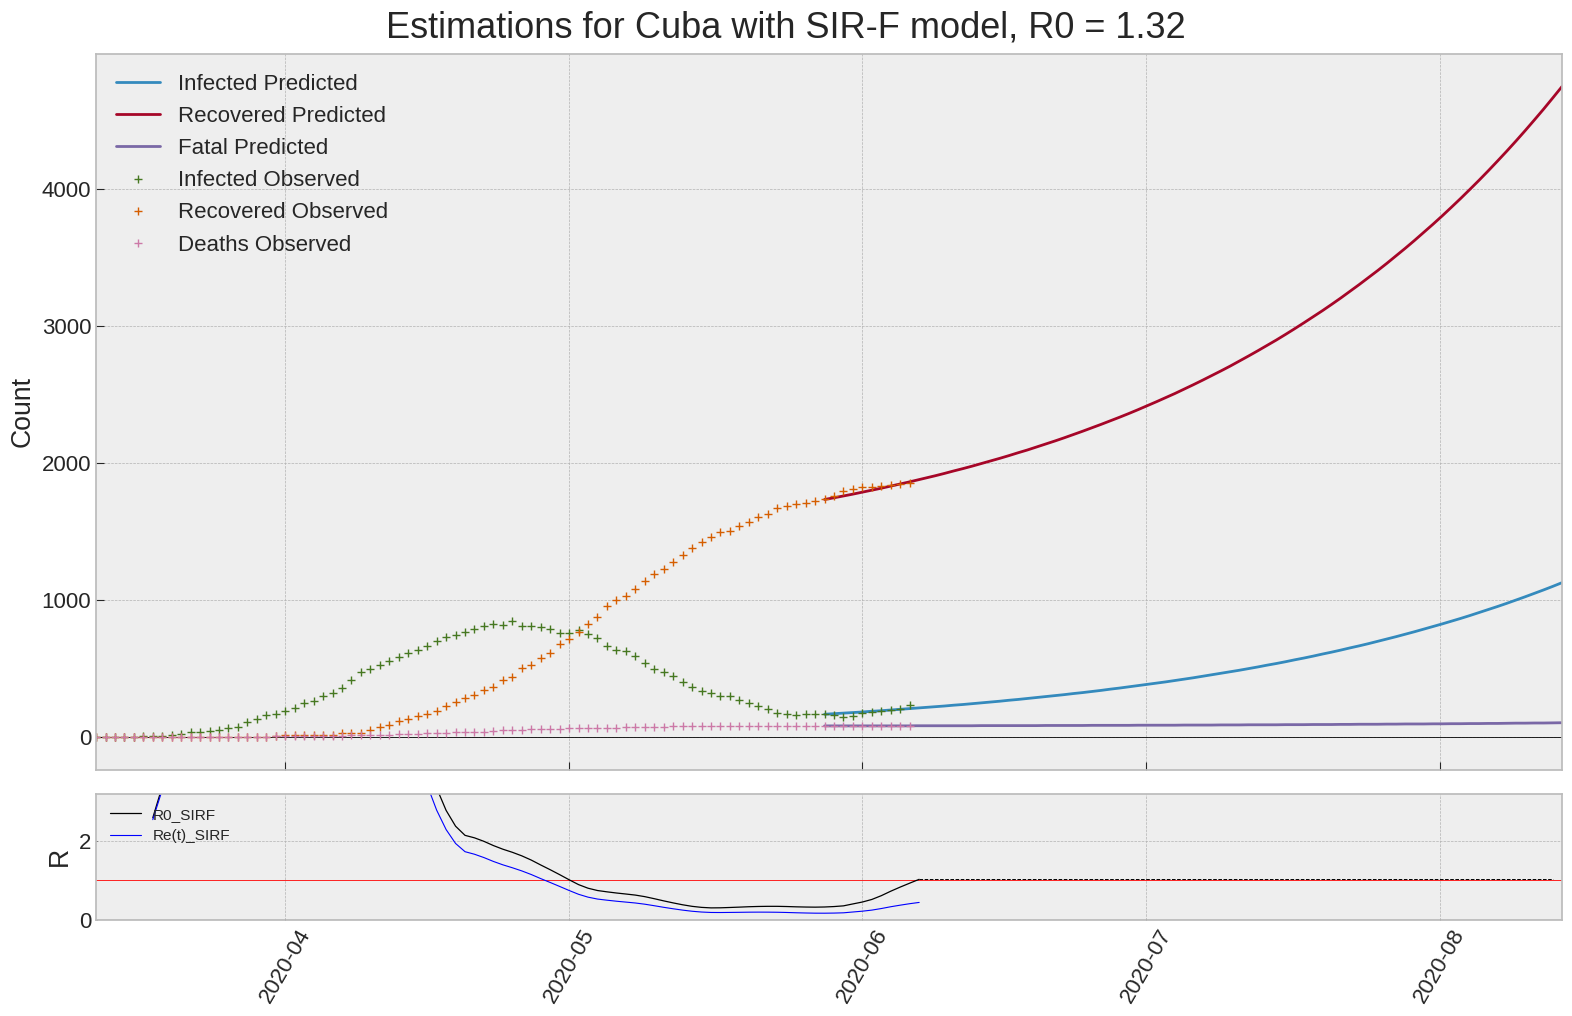 Estimations for Cuba with SIR-F model, R0 = 1.32
Infected Predicted
Recovered Predicted
Fatal Predicted
Infected Observed
Recovered Observed
Deaths Observed
Count
4000
3000
2000
1000
0
R0_SIRF
Re(t)_SIRF
R
2
0
2020-04
2020-05
2020-06
2020-07
2020-08